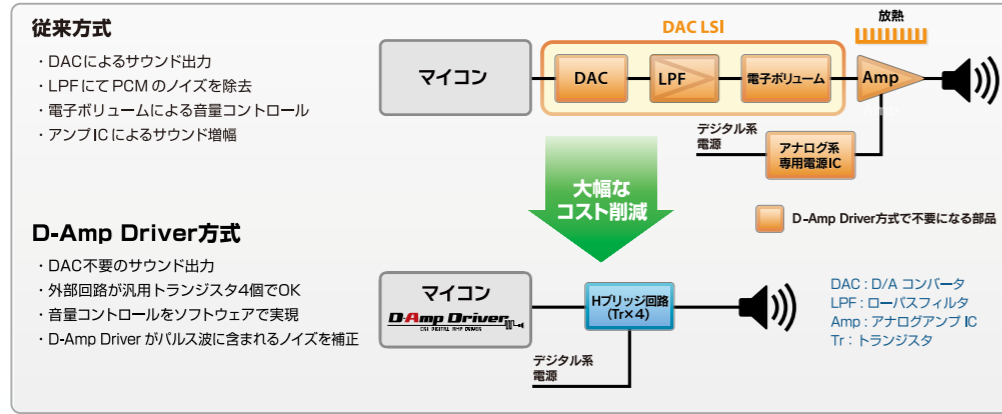 従来方式
・DACによるサウンド出力
・LPFにてPCMのノイズを除去
・電子ボリュームによる音量コントロール
・アンプICによるサウンド増幅
DAC LSI
放熱
マイコン
DAC
LPF
電子ボリューム
Amp
デジタル系
電源
アナログ系
専用電源IC
大幅な
コスト削減
D-Amp Driver方式で不要になる部品
D-Amp Driver方式
・DAC不要のサウンド出力
・外部回路が汎用トランジスタ4個でOK
・音量コントロールをソフトウェアで実現
・D-Amp Driver がパルス波に含まれるノイズを補正
マイコン
D-Amp Driver
CRI DIGITAL AMP DRIVER
Hブリッジ回路
(Tr×4)
デジタル系
電源
DAC : D/A コンバータ
LPF : ローパスフィルタ
Amp : アナログアンプ IC
Tr : トランジスタ